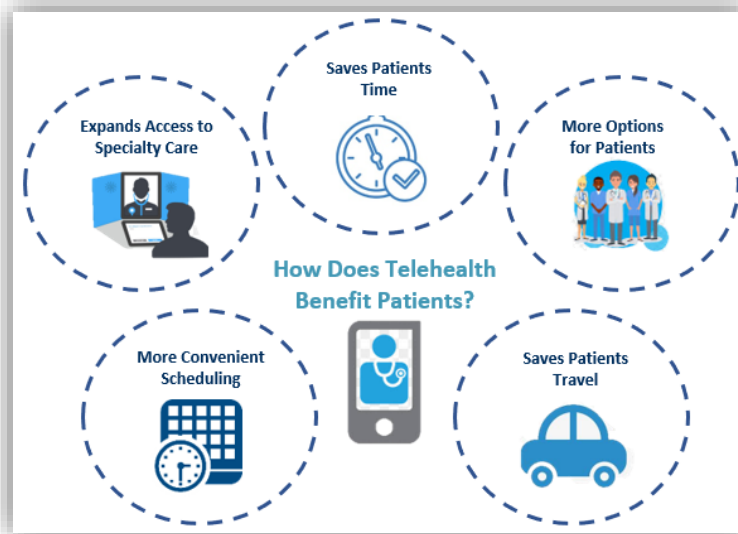 Saves Patients
Time
Expands Access to
Specialty Care
More Options
for Patients
How Does Telehealth
Benefit Patients?
More Convenient
Scheduling
Saves Patients
Travel